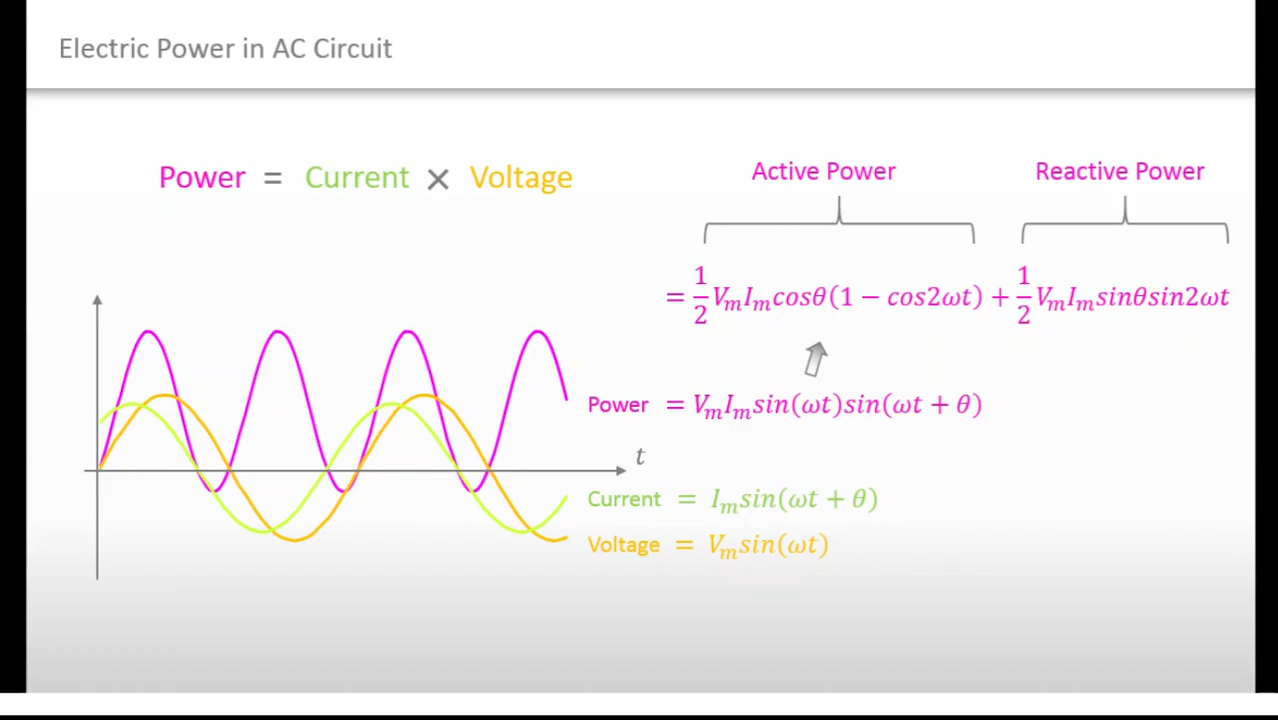 Electric Power in AC Circuit
Power = Current × Voltage
Active Power
Reactive Power
= 1/2 VₘIₘcosθ(1 − cos2ωt) + 1/2 VₘIₘsinθsin2ωt
Power = VₘIₘsin(ωt)sin(ωt + θ)
t
Current = Iₘsin(ωt + θ)
Voltage = Vₘsin(ωt)